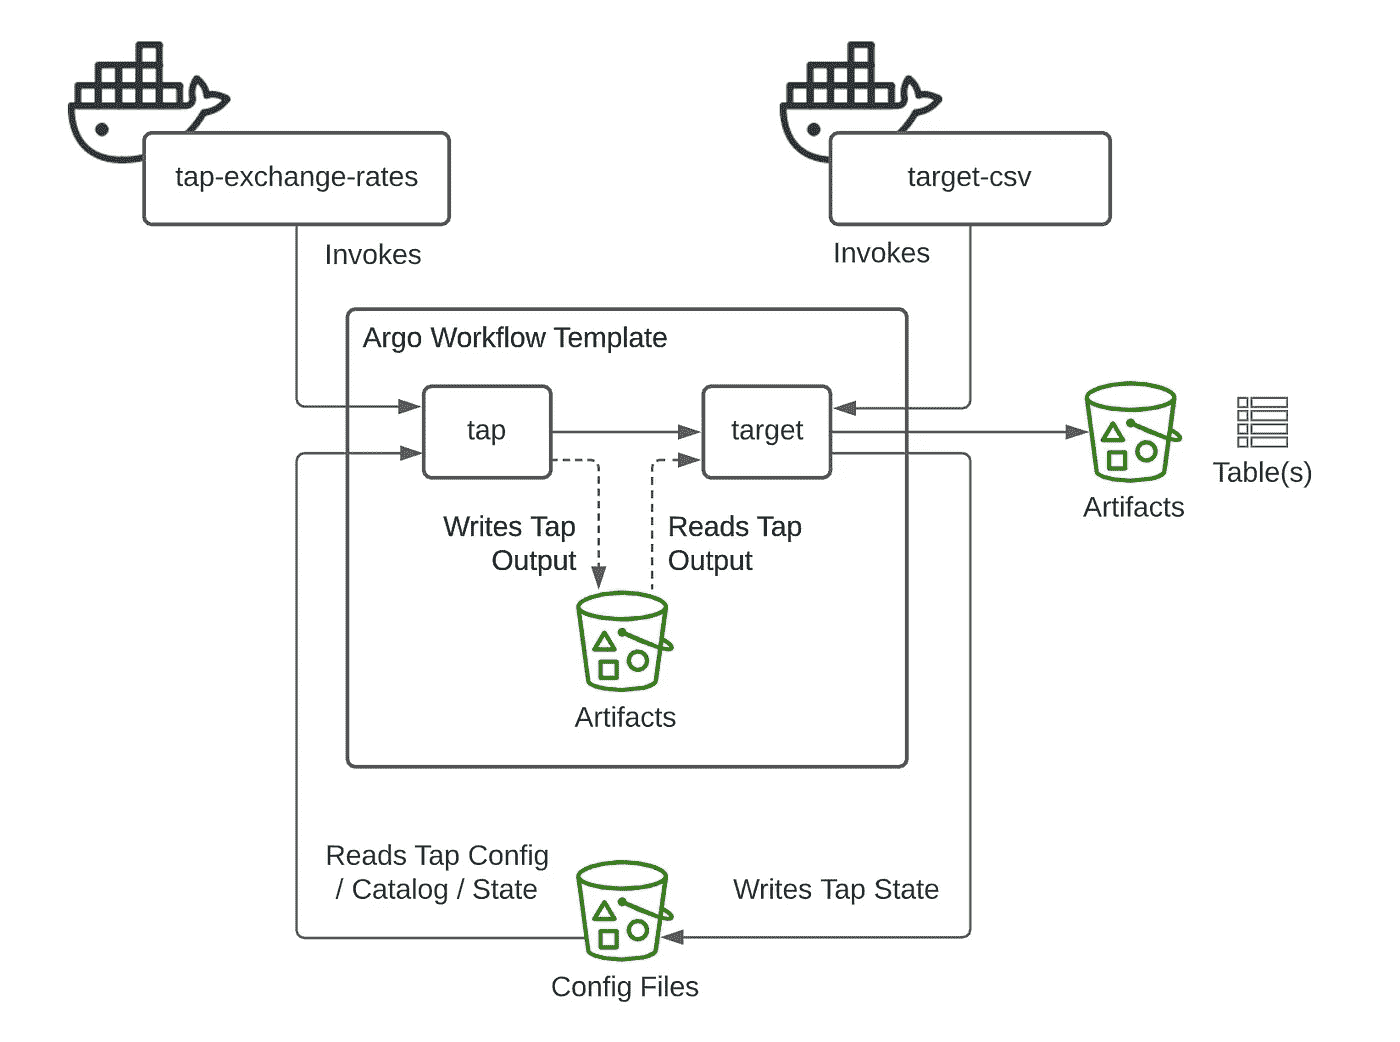 tap-exchange-rates
target-csv
Invokes
Invokes
Argo Workflow Template
tap
target
Writes Tap
Output
Reads Tap
Output
Artifacts
Artifacts
Table(s)
Reads Tap Config
/ Catalog / State
Writes Tap State
Config Files